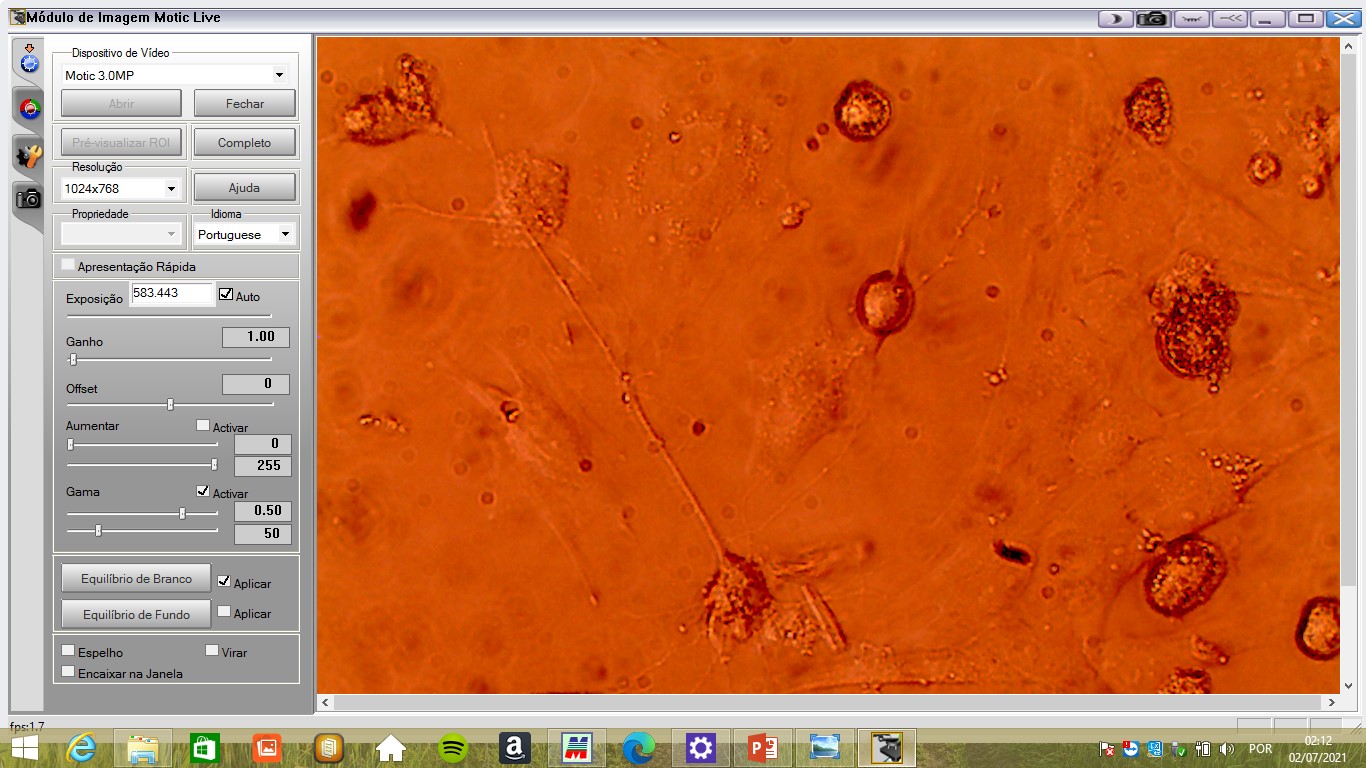 Módulo de Imagem Motic Live
Dispositivo de Vídeo
Motic 3.0MP
Abrir
Fechar
Pré-visualizar ROI
Completo
Resolução
1024x768
Ajuda
Propriedade
Idioma
Portuguese
Apresentação Rápida
Exposição
583.443
Auto
Ganho
1.00
Offset
0
Aumentar
Activar
0
255
Gama
Activar
0.50
50
Equilíbrio de Branco
Aplicar
Equilíbrio de Fundo
Aplicar
Espelho
Virar
Encaixar na Janela
fps:1.7
POR
02:12
02/07/2021